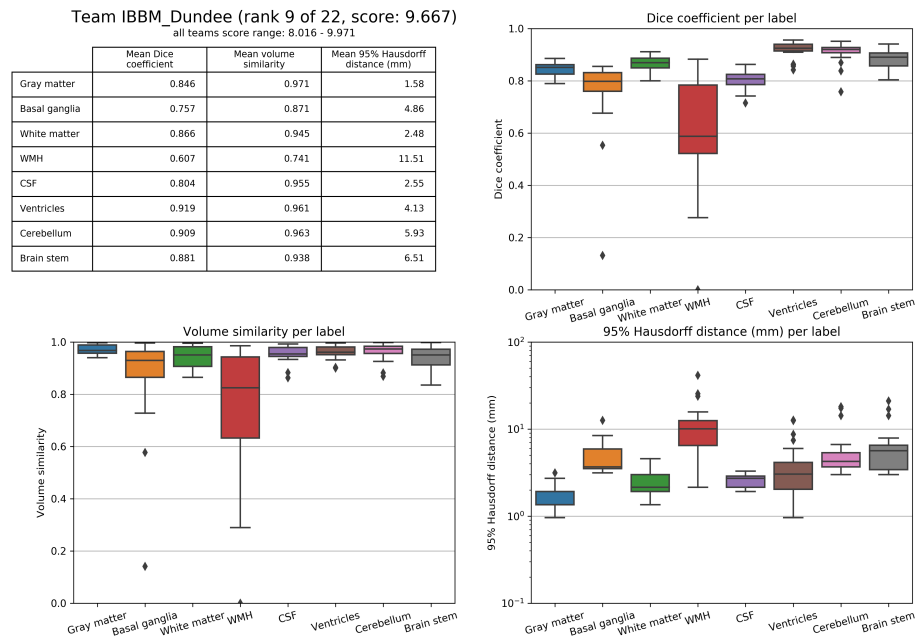 Team IBBM_Dundee (rank 9 of 22, score: 9.667)
all teams score range: 8.016 - 9.971
Mean Dice coefficient Mean volume similarity Mean 95% Hausdorff distance (mm)
Gray matter 0.846 0.971 1.58
Basal ganglia 0.757 0.871 4.86
White matter 0.866 0.945 2.48
WMH 0.607 0.741 11.51
CSF 0.804 0.955 2.55
Ventricles 0.919 0.961 4.13
Cerebellum 0.909 0.963 5.93
Brain stem 0.881 0.938 6.51
Dice coefficient per label
Dice coefficient
1.0
0.8
0.6
0.4
0.2
0.0
Gray matter Basal ganglia White matter WMH CSF Ventricles Cerebellum Brain stem
Volume similarity per label
Volume similarity
1.0
0.8
0.6
0.4
0.2
0.0
Gray matter Basal ganglia White matter WMH CSF Ventricles Cerebellum Brain stem
95% Hausdorff distance (mm) per label
95% Hausdorff distance (mm)
10²
10¹
10⁰
10⁻¹
Gray matter Basal ganglia White matter WMH CSF Ventricles Cerebellum Brain stem